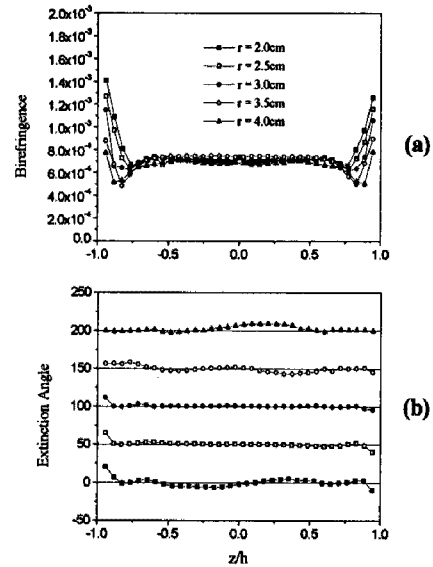 2.0x10⁻³
1.8x10⁻³
1.6x10⁻³
1.4x10⁻³
1.2x10⁻³
1.0x10⁻³
8.0x10⁻⁴
6.0x10⁻⁴
4.0x10⁻⁴
2.0x10⁻⁴
0.0
Birefringence
r = 2.0cm
r = 2.5cm
r = 3.0cm
r = 3.5cm
r = 4.0cm
(a)
-1.0 -0.5 0.0 0.5 1.0
250
200
150
100
50
0
-50
Extinction Angle
(b)
-1.0 -0.5 0.0 0.5 1.0
z/h